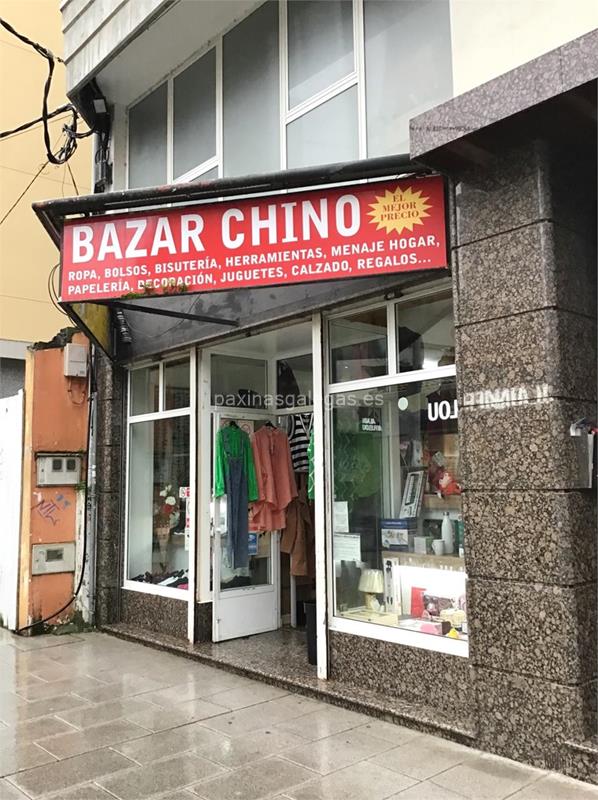 BAZAR CHINO
EL
MEJOR
PRECIO
ROPA, BOLSOS, BISUTERÍA, HERRAMIENTAS, MENAJE HOGAR,
PAPELERÍA, DECORACIÓN, JUGUETES, CALZADO, REGALOS...
paxinasgalegas.es